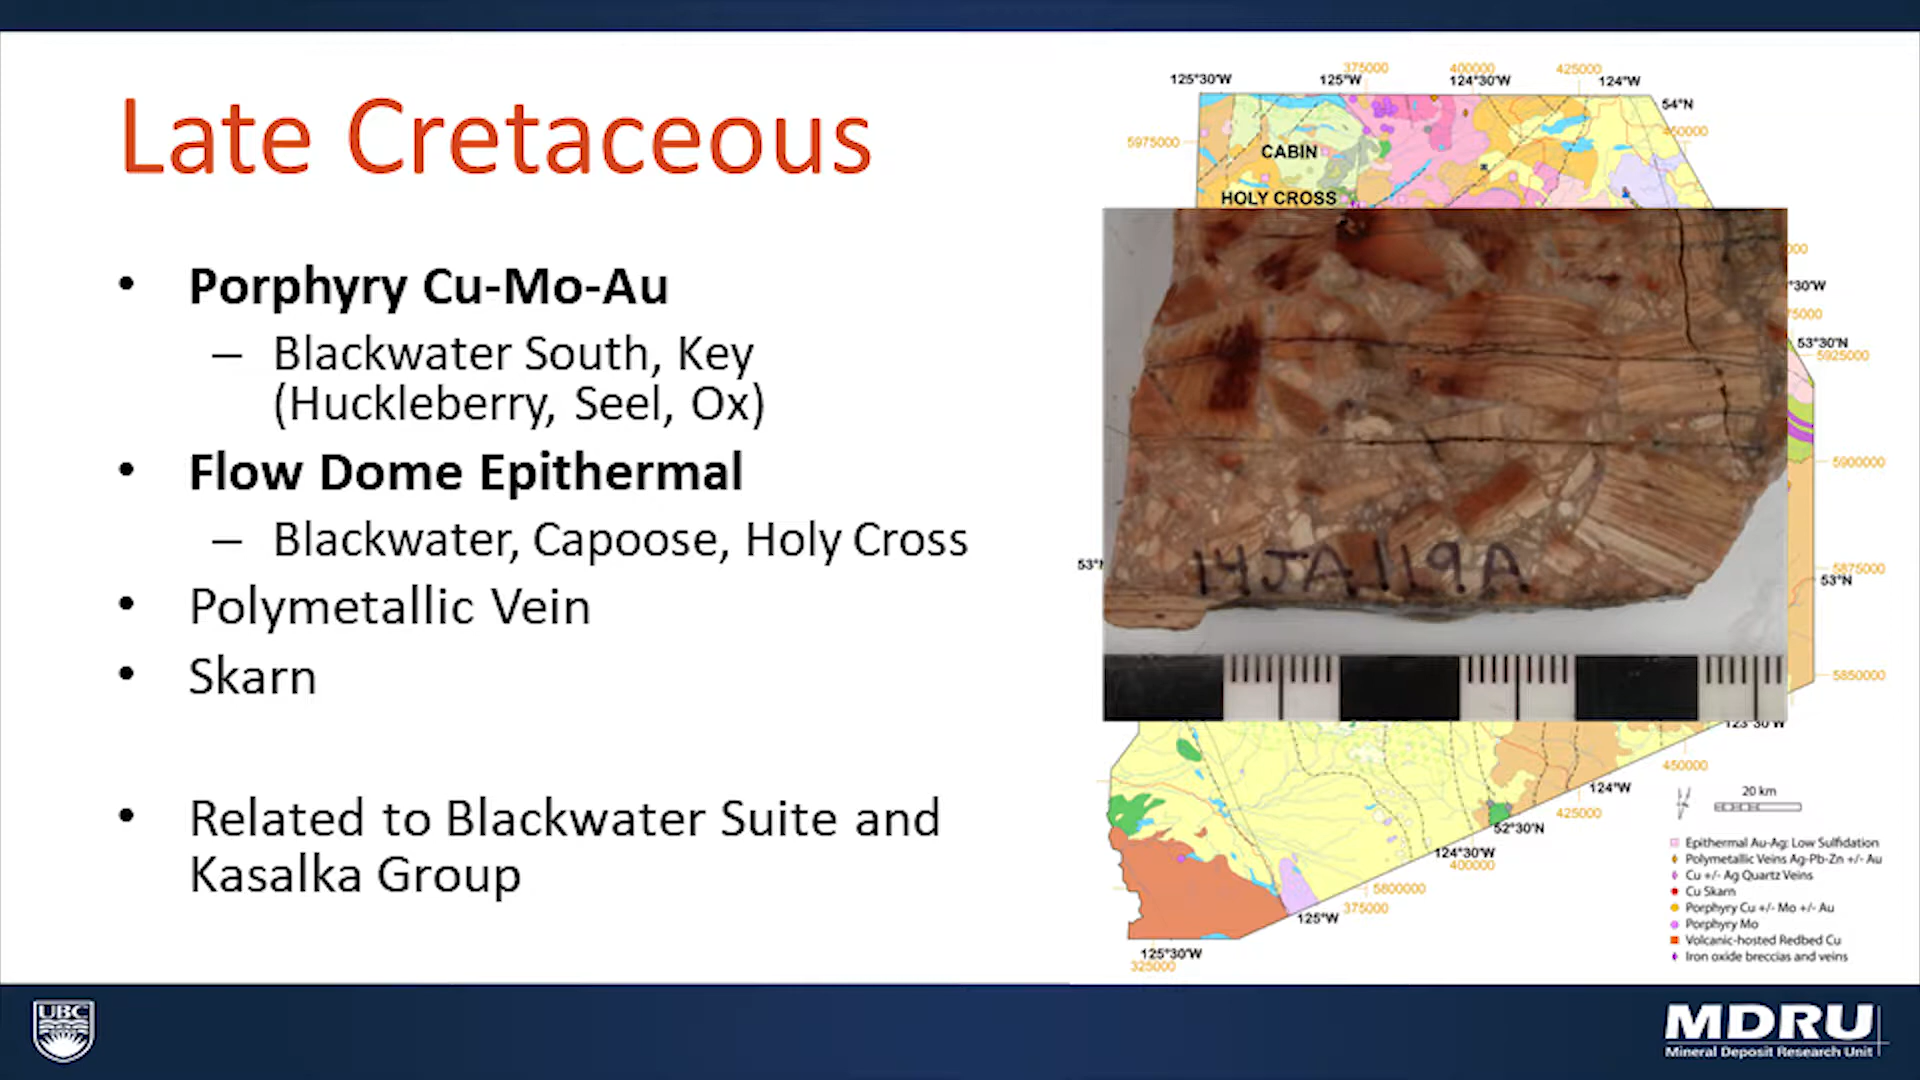 Late Cretaceous
• Porphyry Cu-Mo-Au
– Blackwater South, Key
(Huckleberry, Seel, Ox)
• Flow Dome Epithermal
– Blackwater, Capoose, Holy Cross
• Polymetallic Vein
• Skarn
• Related to Blackwater Suite and
Kasalka Group
375000 400000 425000
125°30'W 125°W 124°30'W 124°W
54°N
450000
5975000
CABIN
HOLY CROSS
000
°30'W
75000
53°30'N
5925000
5900000
53°N
5875000
53°N
5850000
14JA119A
123°30'W
450000
124°W
425000
52°30'N
124°30'W
400000
5800000
375000
125°W
125°30'W
325000
20 km
Epithermal Au-Ag: Low Sulfidation
Polymetallic Veins Ag-Pb-Zn +/- Au
Cu +/- Ag Quartz Veins
Cu Skarn
Porphyry Cu +/- Mo +/- Au
Porphyry Mo
Volcanic-hosted Redbed Cu
Iron oxide breccias and veins
UBC
MDRU
Mineral Deposit Research Unit